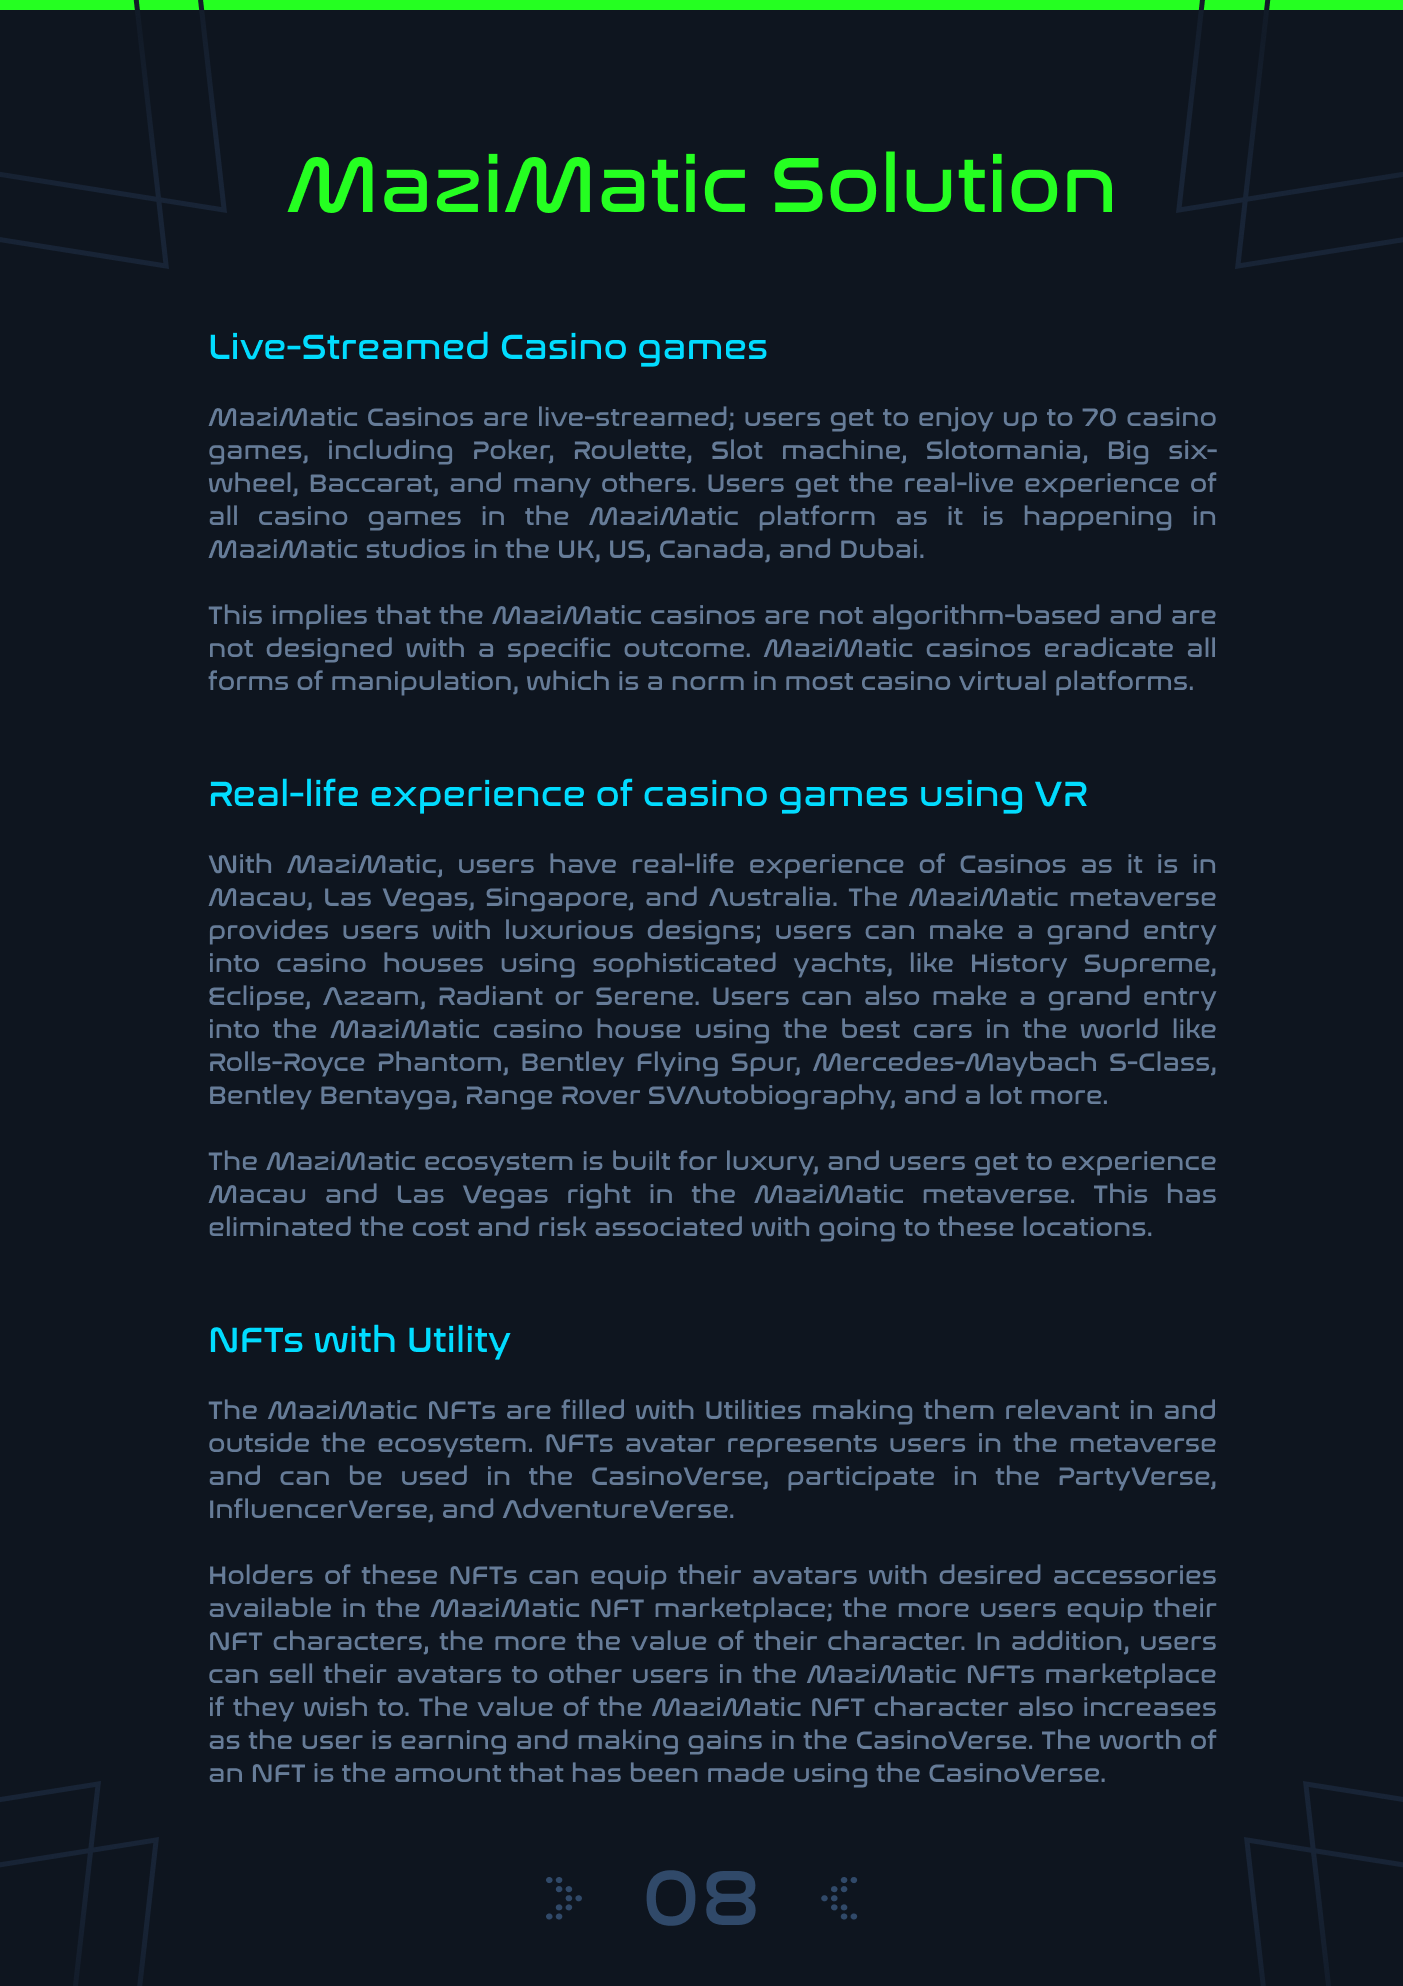 MaziMatic Solution
Live-Streamed Casino games
MaziMatic Casinos are live-streamed; users get to enjoy up to 70 casino
games, including Poker, Roulette, Slot machine, Slotomania, Big six-
wheel, Baccarat, and many others. Users get the real-live experience of
all casino games in the MaziMatic platform as it is happening in
MaziMatic studios in the UK, US, Canada, and Dubai.
This implies that the MaziMatic casinos are not algorithm-based and are
not designed with a specific outcome. MaziMatic casinos eradicate all
forms of manipulation, which is a norm in most casino virtual platforms.
Real-life experience of casino games using VR
With MaziMatic, users have real-life experience of Casinos as it is in
Macau, Las Vegas, Singapore, and Australia. The MaziMatic metaverse
provides users with luxurious designs; users can make a grand entry
into casino houses using sophisticated yachts, like History Supreme,
Eclipse, Azzam, Radiant or Serene. Users can also make a grand entry
into the MaziMatic casino house using the best cars in the world like
Rolls-Royce Phantom, Bentley Flying Spur, Mercedes-Maybach S-Class,
Bentley Bentayga, Range Rover SVAutobiography, and a lot more.
The MaziMatic ecosystem is built for luxury, and users get to experience
Macau and Las Vegas right in the MaziMatic metaverse. This has
eliminated the cost and risk associated with going to these locations.
NFTs with Utility
The MaziMatic NFTs are filled with Utilities making them relevant in and
outside the ecosystem. NFTs avatar represents users in the metaverse
and can be used in the CasinoVerse, participate in the PartyVerse,
InfluencerVerse, and AdventureVerse.
Holders of these NFTs can equip their avatars with desired accessories
available in the MaziMatic NFT marketplace; the more users equip their
NFT characters, the more the value of their character. In addition, users
can sell their avatars to other users in the MaziMatic NFTs marketplace
if they wish to. The value of the MaziMatic NFT character also increases
as the user is earning and making gains in the CasinoVerse. The worth of
an NFT is the amount that has been made using the CasinoVerse.
08